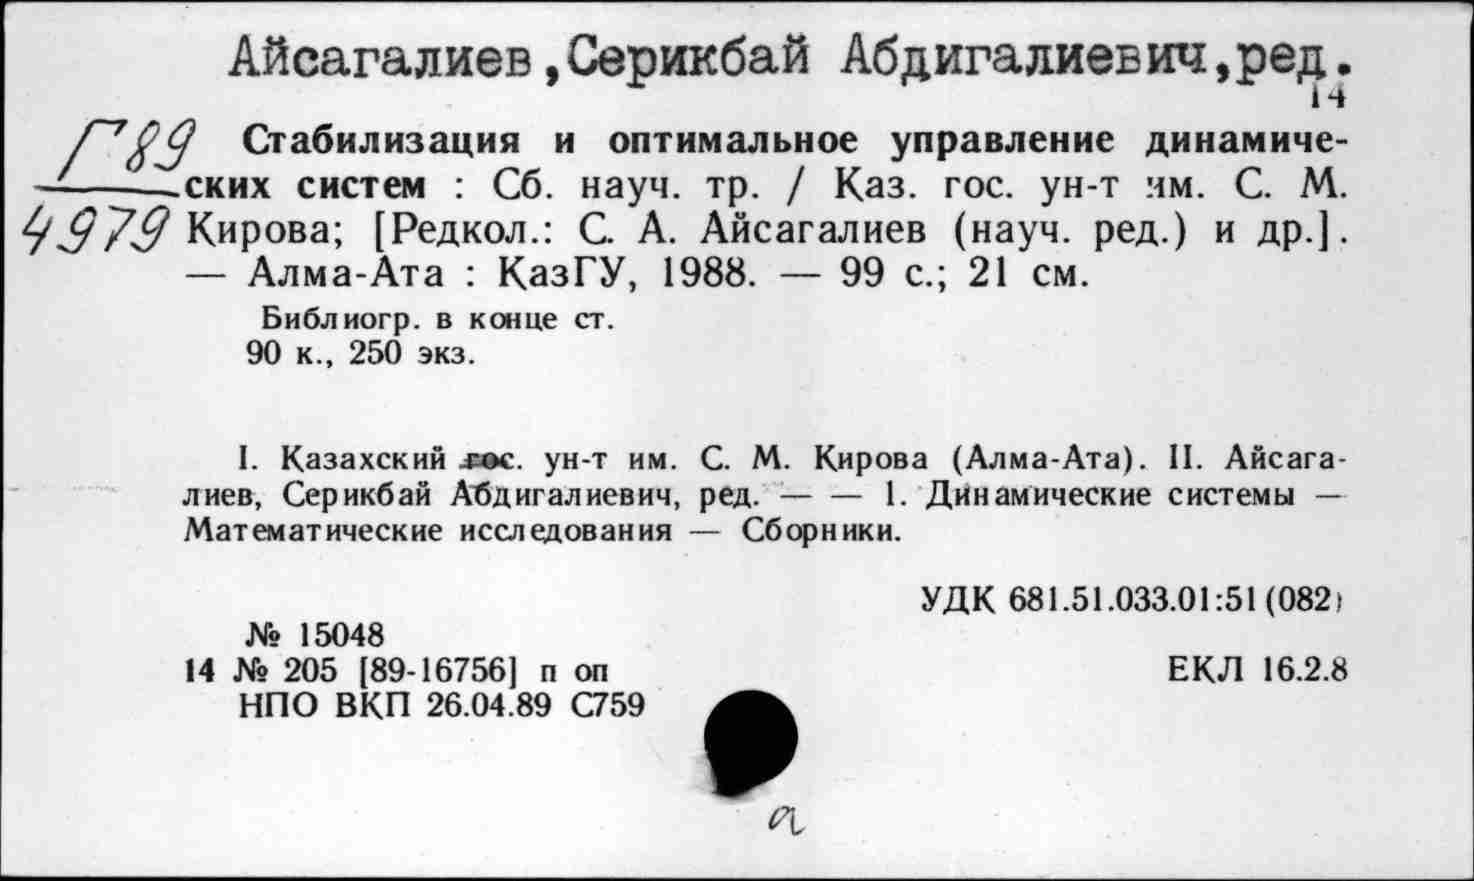 Айсагалиев,Серикбай Абдигалиевич,ред.
14
Г89 Стабилизация и оптимальное управление динамиче-
ских систем : Сб. науч. тр. / Каз. гос. ун-т им. С. М.
4979 Кирова; [Редкол.: С. А. Айсагалиев (науч. ред.) и др.].
— Алма-Ата : КазГУ, 1988. — 99 с.; 21 см.
Библиогр. в конце ст.
90 к., 250 экз.
I. Казахский гос. ун-т им. С. М. Кирова (Алма-Ата). II. Айсага-
лиев, Серикбай Абдигалиевич, ред. — — 1. Динамические системы —
Математические исследования — Сборники.
УДК 681.51.033.01:51(082)
№ 15048
14 № 205 [89-16756] п оп
ЕКЛ 16.2.8
НПО ВКП 26.04.89 С759